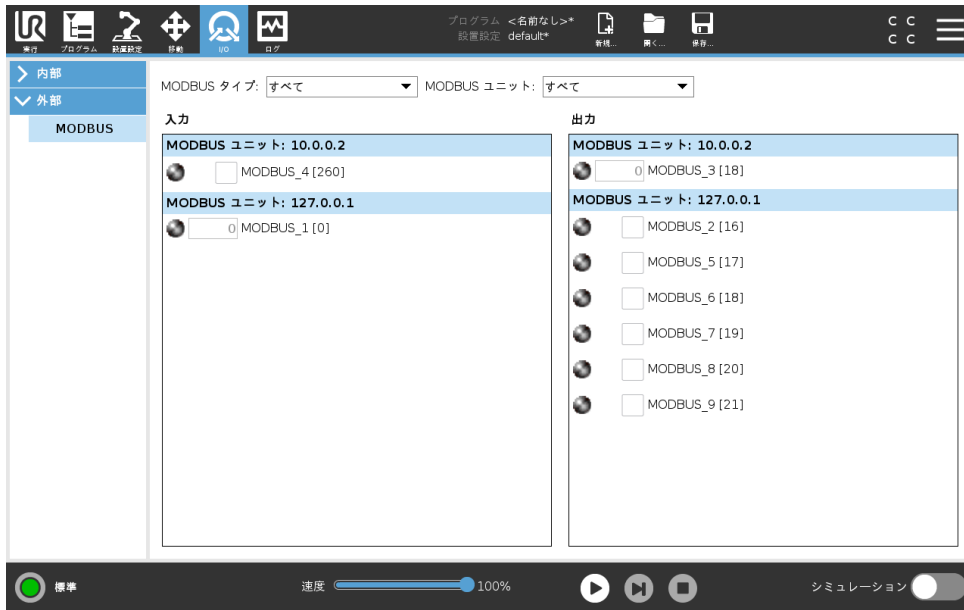 UR
実行
プログラム
設置設定
移動
I/O
ログ
プログラム <名前なし>*
設置設定 default*
新規...
開く...
保存...
C C
C C
内部
外部
MODBUS
MODBUS タイプ: すべて
MODBUS ユニット: すべて
入力
MODBUS ユニット: 10.0.0.2
MODBUS_4 [260]
MODBUS ユニット: 127.0.0.1
0 MODBUS_1 [0]
出力
MODBUS ユニット: 10.0.0.2
0 MODBUS_3 [18]
MODBUS ユニット: 127.0.0.1
MODBUS_2 [16]
MODBUS_5 [17]
MODBUS_6 [18]
MODBUS_7 [19]
MODBUS_8 [20]
MODBUS_9 [21]
標準
速度 100%
シミュレーション